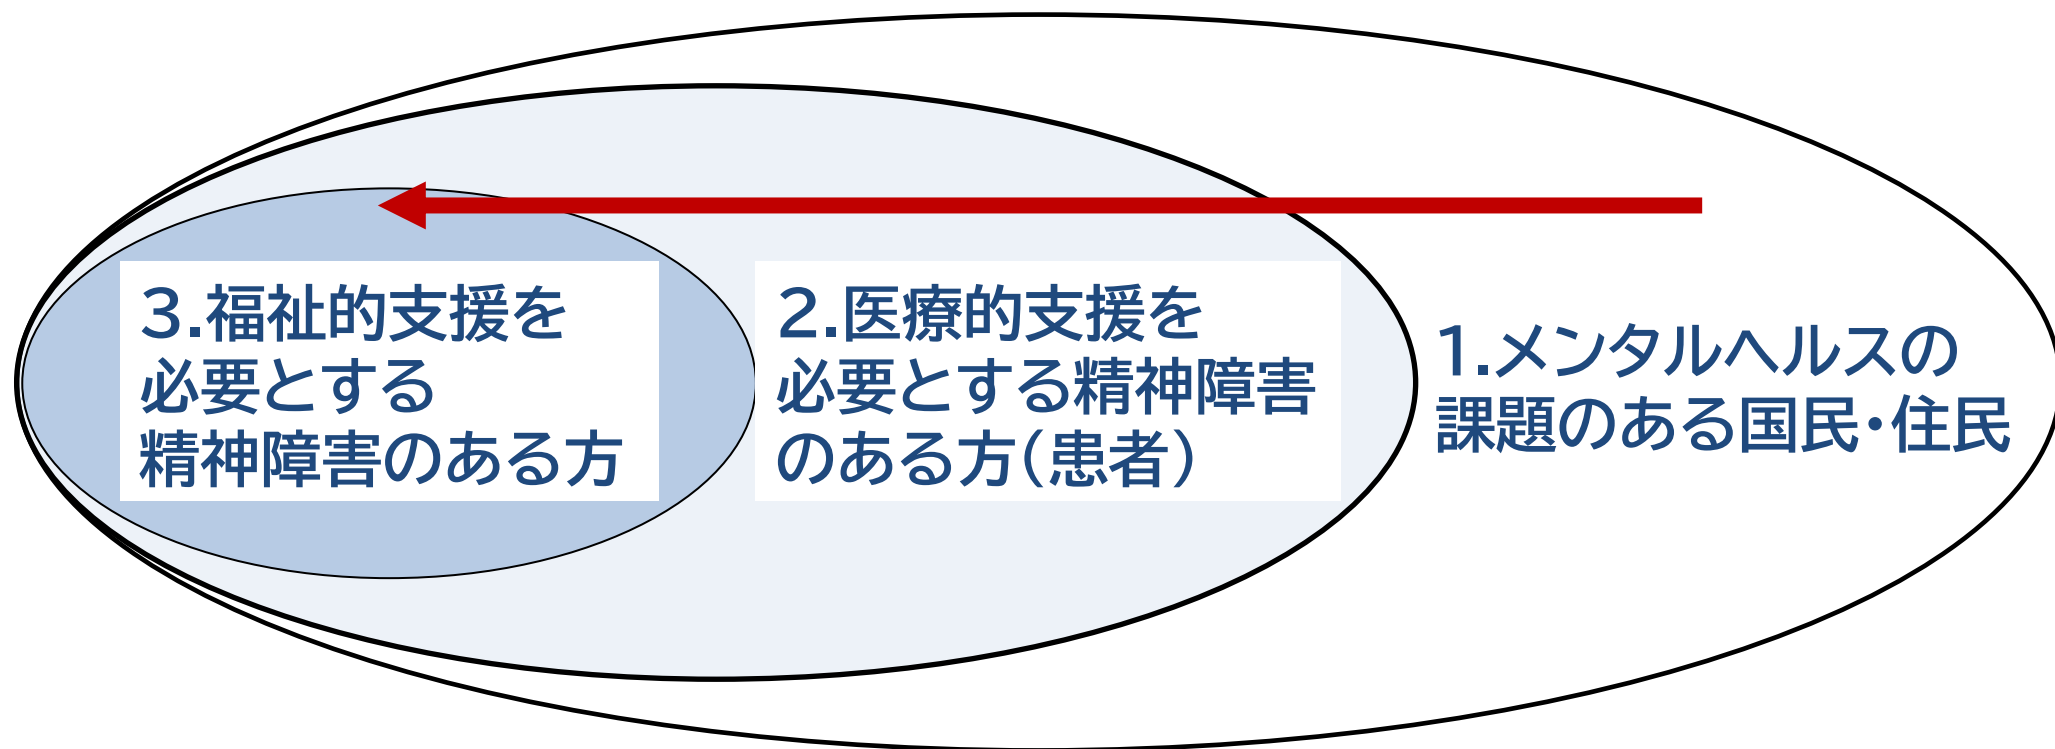 3.福祉的支援を
必要とする
精神障害のある方
2.医療的支援を
必要とする精神障害
のある方(患者)
1.メンタルヘルスの
課題のある国民・住民